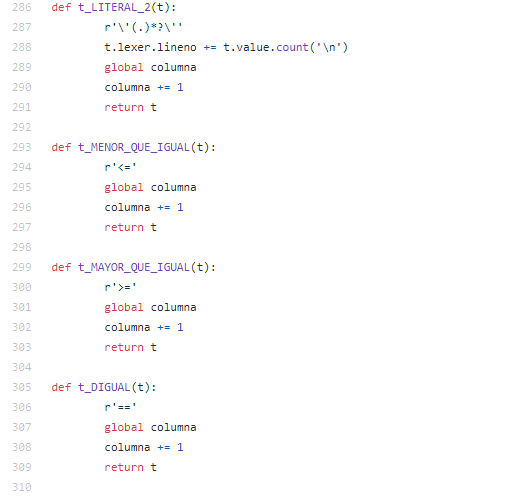 286 def t_LITERAL_2(t):
287 r'\'(.)*?\''
288 t.lexer.lineno += t.value.count('\n')
289 global columna
290 columna += 1
291 return t
292
293 def t_MENOR_QUE_IGUAL(t):
294 r'<='
295 global columna
296 columna += 1
297 return t
298
299 def t_MAYOR_QUE_IGUAL(t):
300 r'>='
301 global columna
302 columna += 1
303 return t
304
305 def t_DIGUAL(t):
306 r'=='
307 global columna
308 columna += 1
309 return t
310